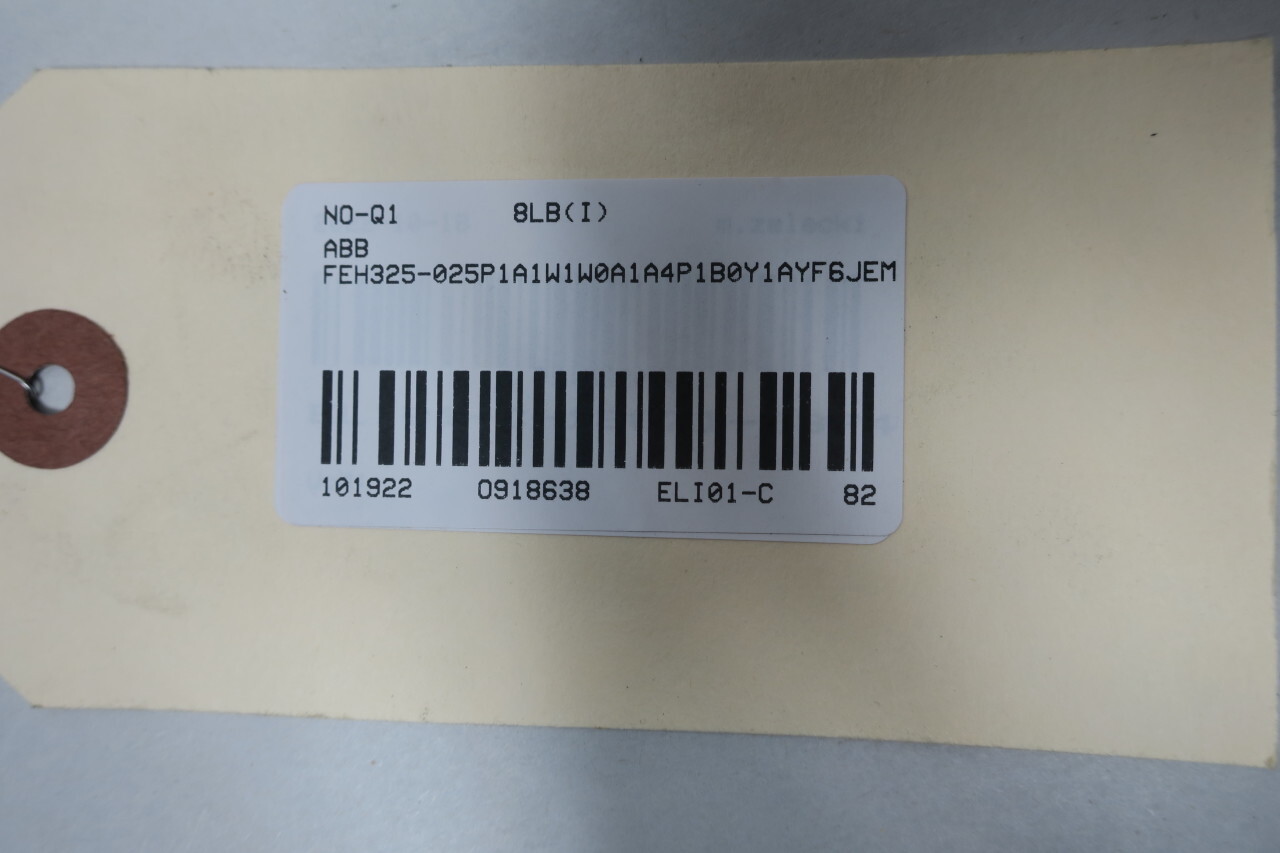 NO-Q1 8LB(I)
ABB
FEH325-025P1A1W1W0A1A4P1B0Y1AYF6JEM
101922 0918638 ELI01-C 82